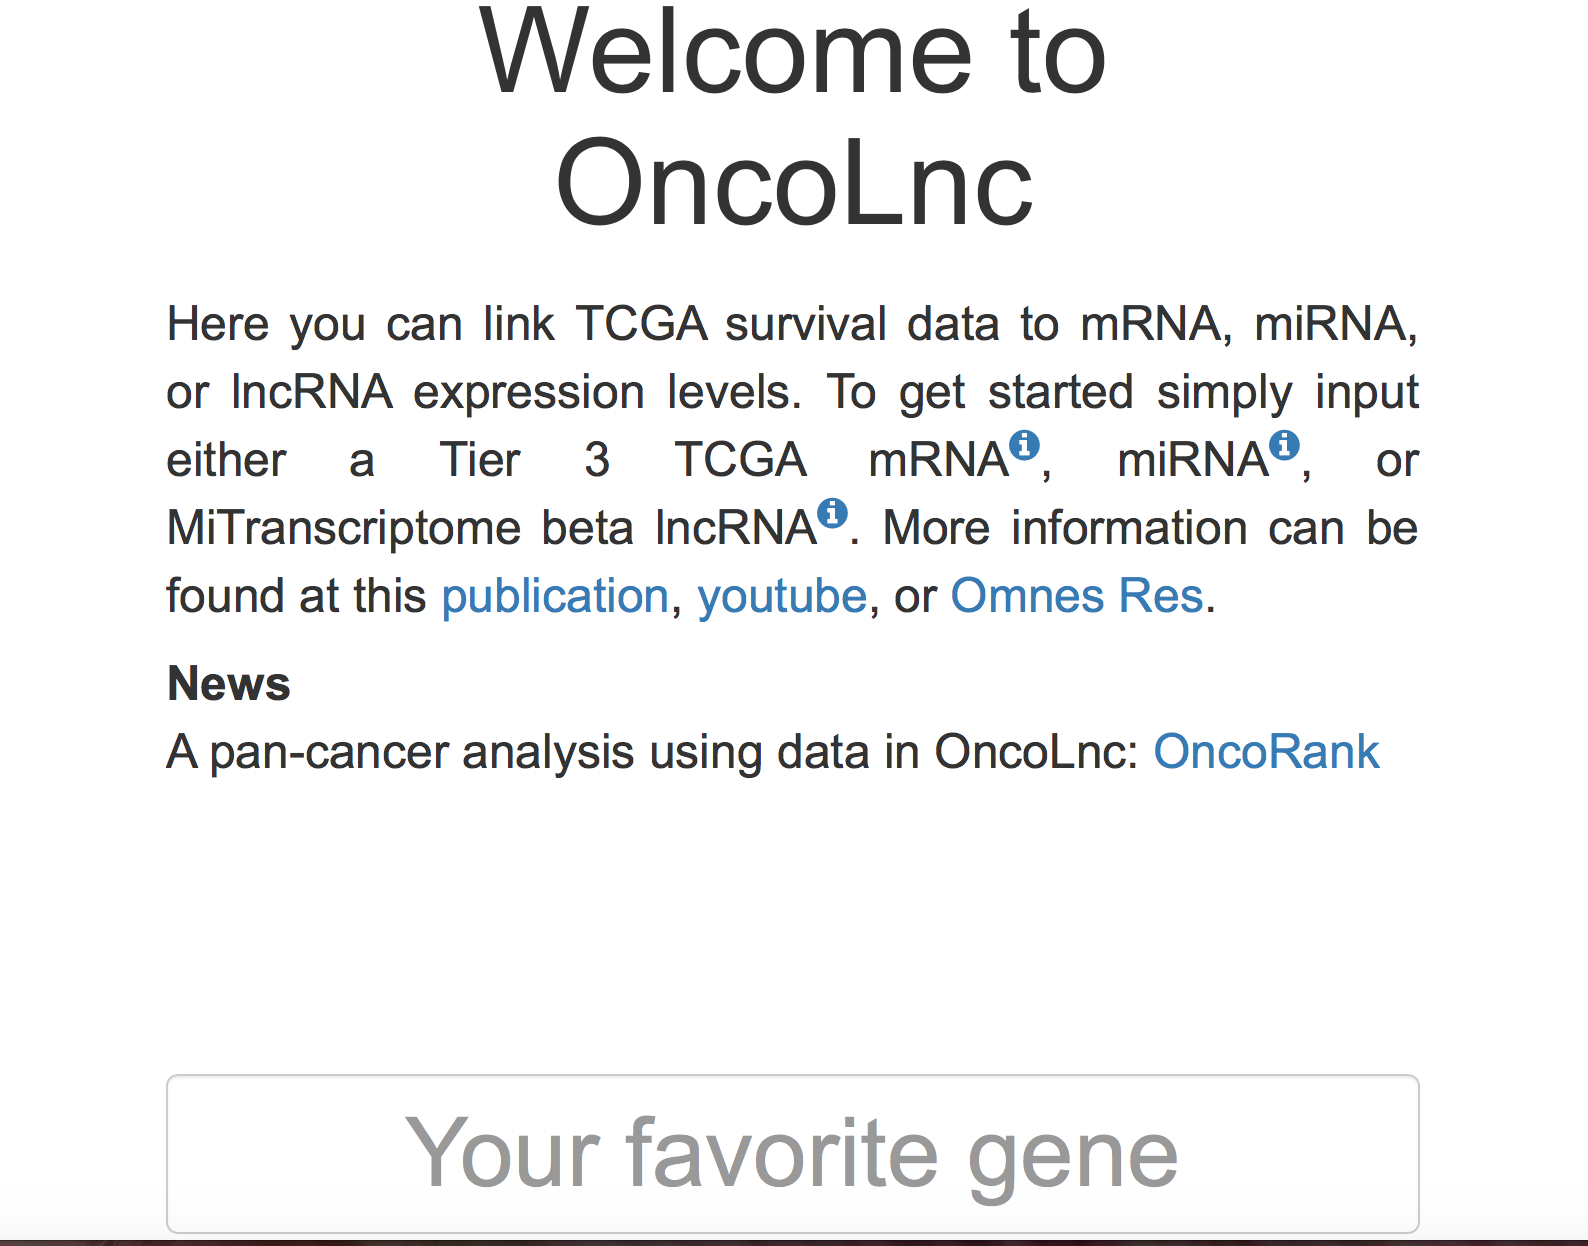 Welcome to
OncoLnc
Here you can link TCGA survival data to mRNA, miRNA,
or lncRNA expression levels. To get started simply input
either a Tier 3 TCGA mRNA, miRNA, or
MiTranscriptome beta lncRNA. More information can be
found at this publication, youtube, or Omnes Res.
News
A pan-cancer analysis using data in OncoLnc: OncoRank
Your favorite gene